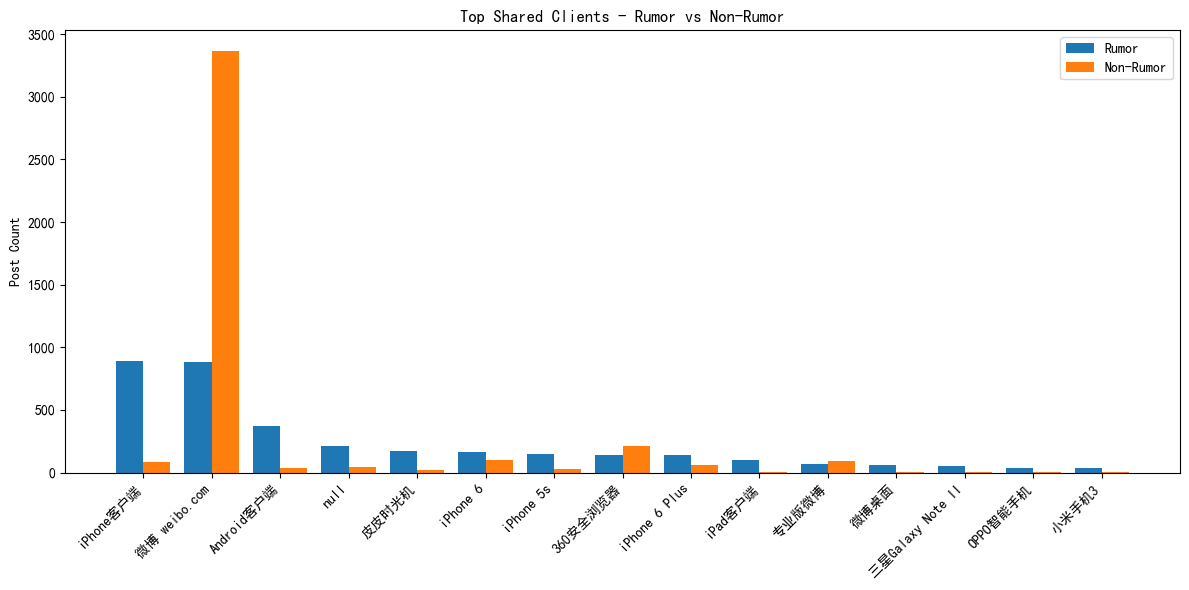 Top Shared Clients - Rumor vs Non-Rumor
Rumor
Non-Rumor
Post Count
3500
3000
2500
2000
1500
1000
500
0
iPhone客户端
微博 weibo.com
Android客户端
null
皮皮时光机
iPhone 6
iPhone 5s
360安全浏览器
iPhone 6 Plus
iPad客户端
专业版微博
微博桌面
三星Galaxy Note II
OPPO智能手机
小米手机3